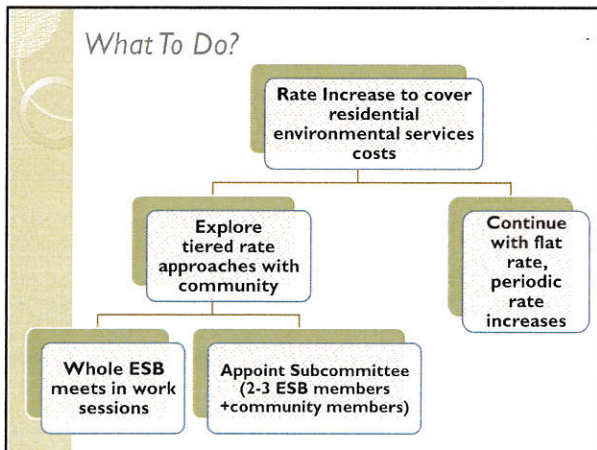 What To Do?
Rate Increase to cover
residential
environmental services
costs
Explore
tiered rate
approaches with
community
Continue
with flat
rate,
periodic
rate
increases
Whole ESB
meets in work
sessions
Appoint Subcommittee
(2-3 ESB members
+community members)